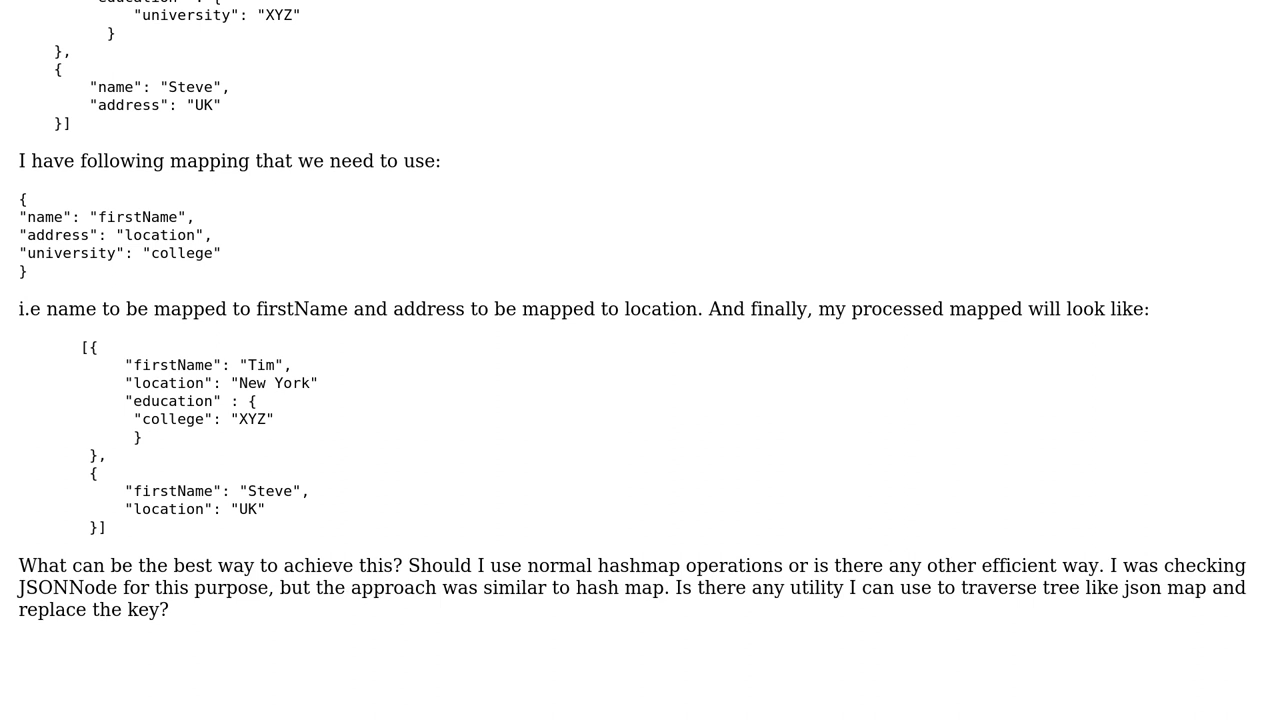 "education" : {
"university": "XYZ"
}
},
{
"name": "Steve",
"address": "UK"
}]
I have following mapping that we need to use:
{
"name": "firstName",
"address": "location",
"university": "college"
}
i.e name to be mapped to firstName and address to be mapped to location. And finally, my processed mapped will look like:
[{
"firstName": "Tim",
"location": "New York"
"education" : {
"college": "XYZ"
}
},
{
"firstName": "Steve",
"location": "UK"
}]
What can be the best way to achieve this? Should I use normal hashmap operations or is there any other efficient way. I was checking
JSONNode for this purpose, but the approach was similar to hash map. Is there any utility I can use to traverse tree like json map and
replace the key?